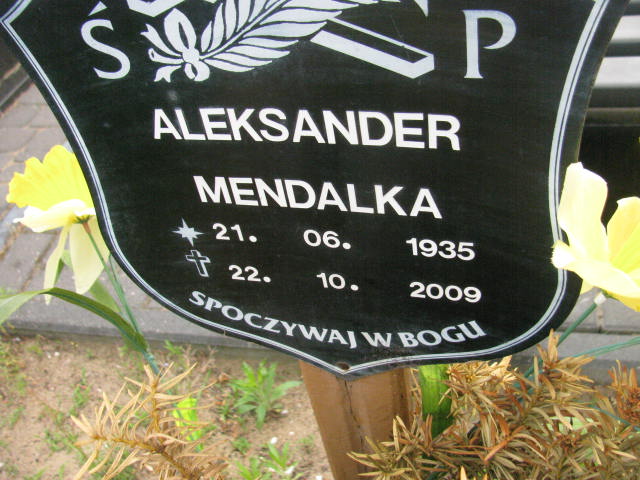 Ś P
ALEKSANDER
MENDALKA
21. 06. 1935
22. 10. 2009
SPOCZYWAJ W BOGU